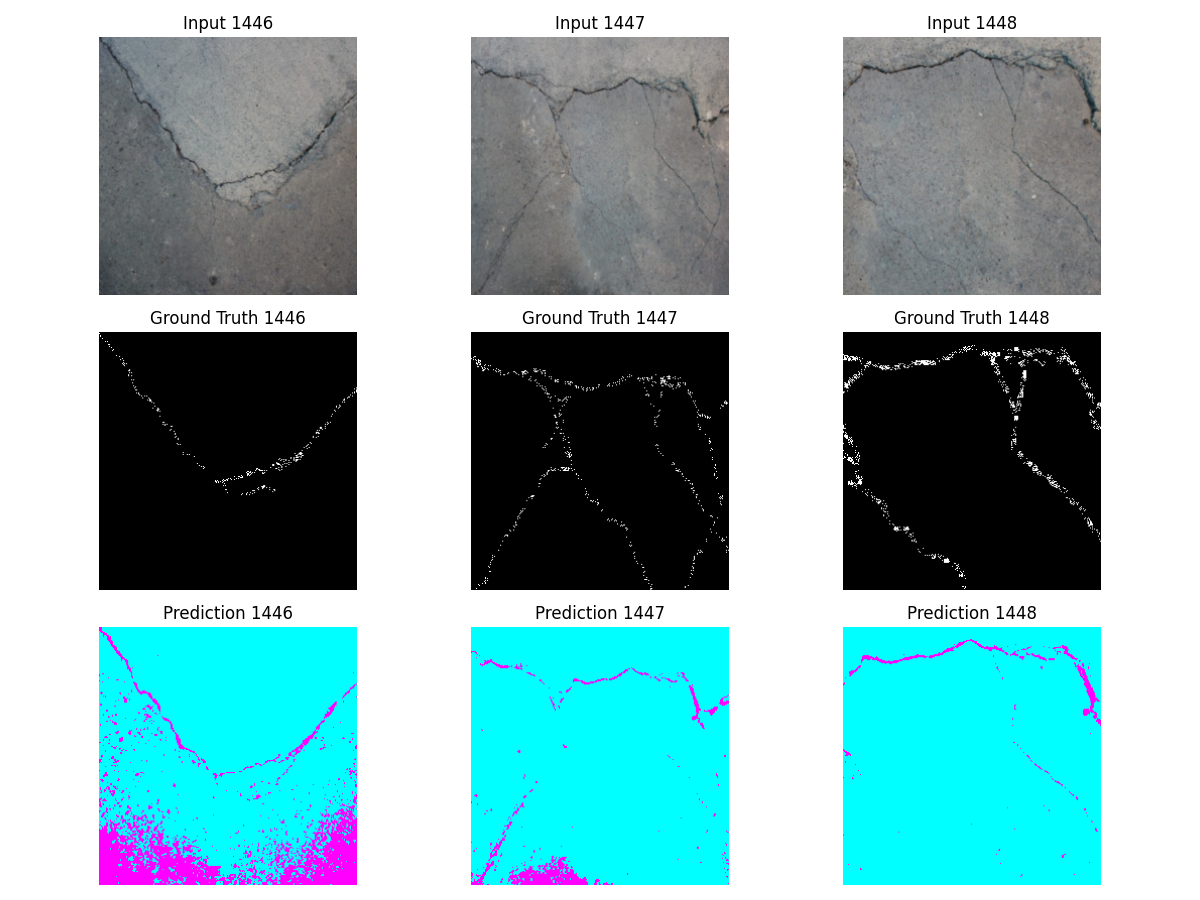 Input 1446
Input 1447
Input 1448
Ground Truth 1446
Ground Truth 1447
Ground Truth 1448
Prediction 1446
Prediction 1447
Prediction 1448